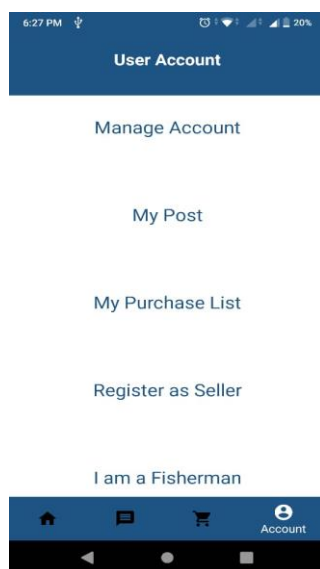 6:27 PM 20%
User Account
Manage Account
My Post
My Purchase List
Register as Seller
I am a Fisherman
Account